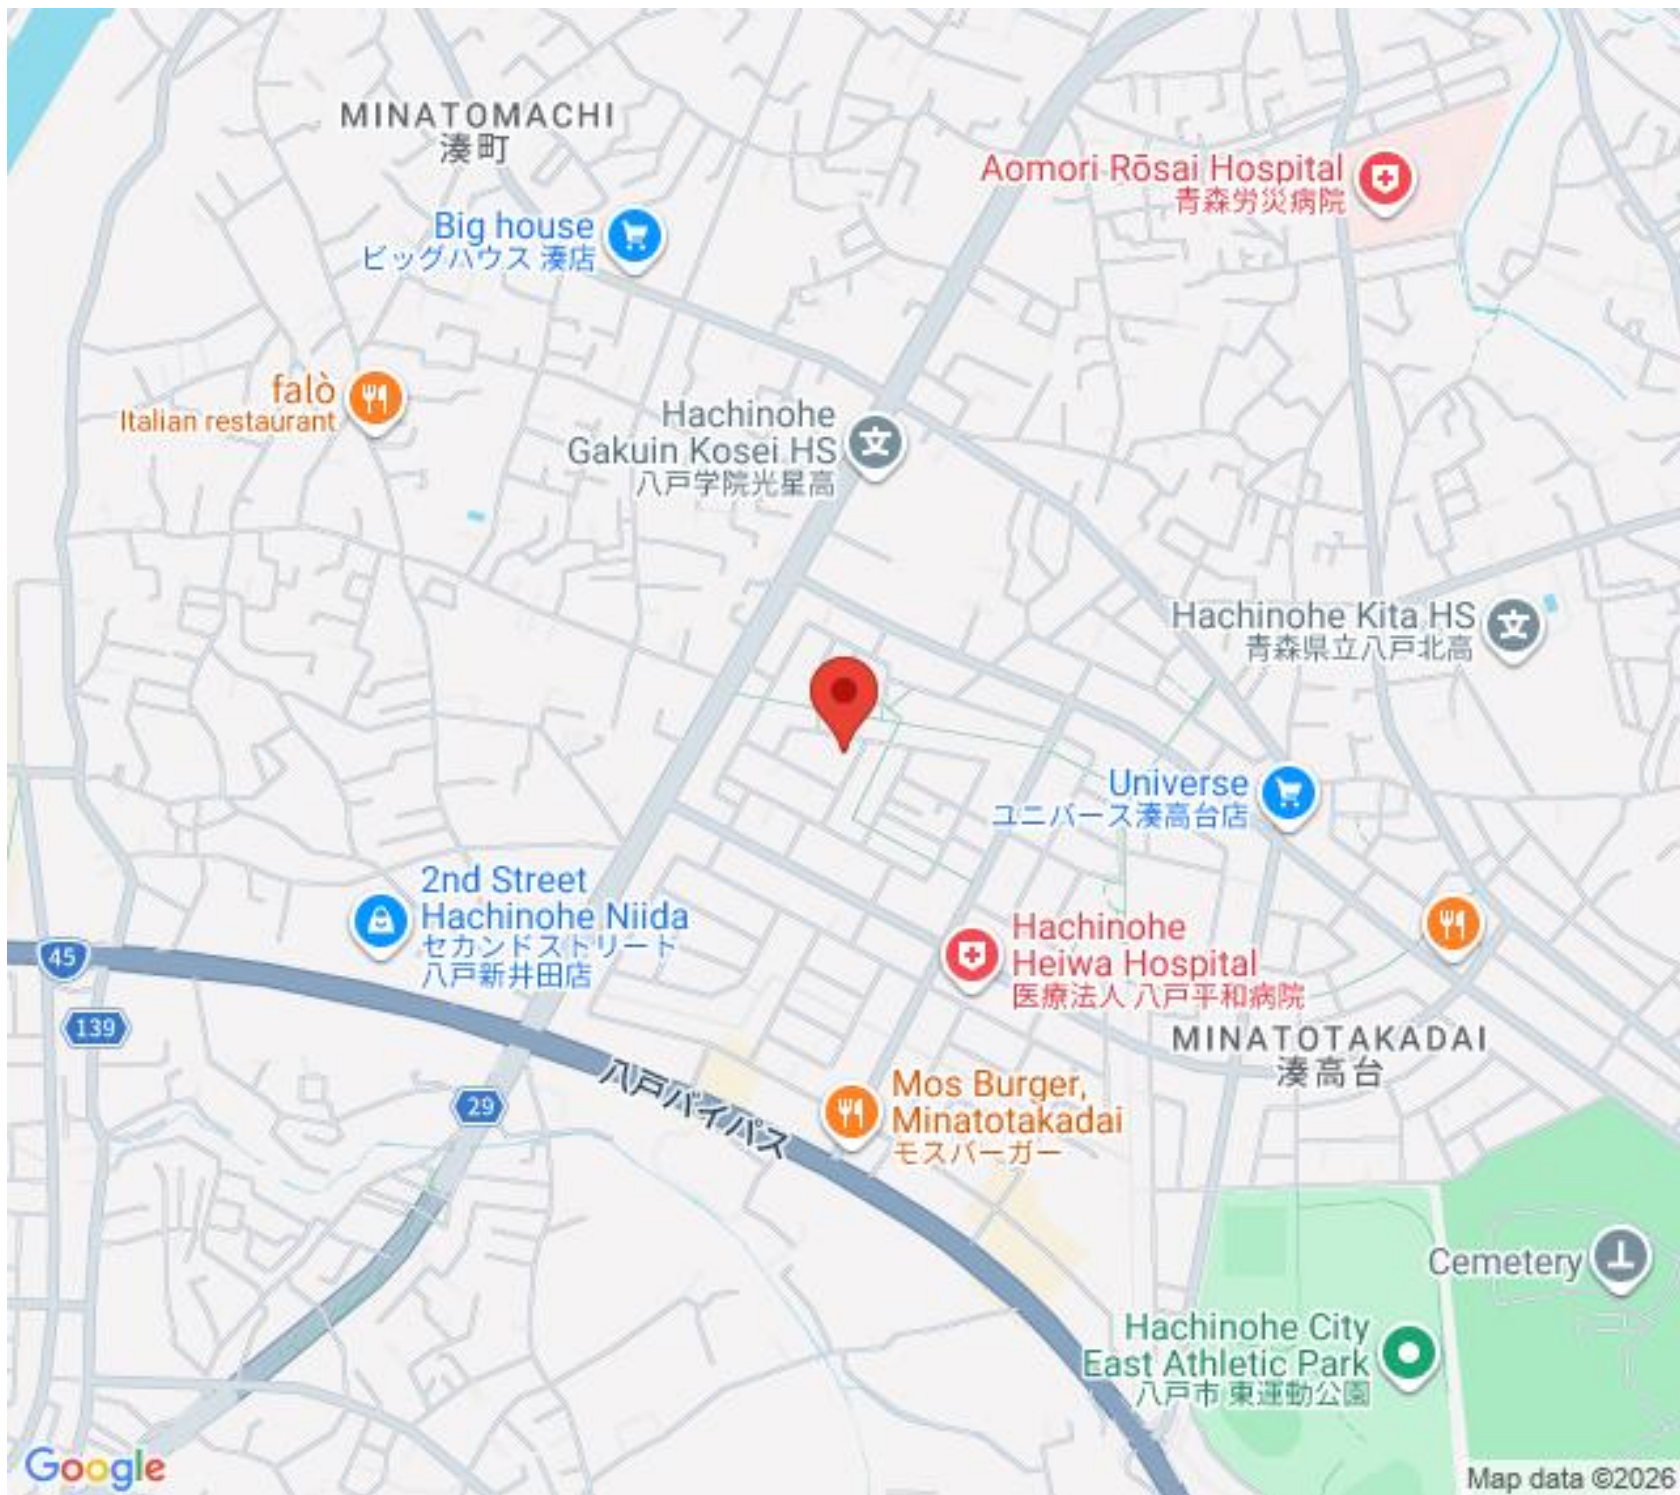 MINATOMACHI
湊町
Aomori Rōsai Hospital
青森労災病院
Big house
ビッグハウス 湊店
falò
Italian restaurant
Hachinohe
Gakuin Kosei HS
八戸学院光星高
Hachinohe Kita HS
青森県立八戸北高
Universe
ユニバース湊高台店
2nd Street
Hachinohe Niida
セカンドストリート
八戸新井田店
Hachinohe
Heiwa Hospital
医療法人 八戸平和病院
45
139
MINATOTAKADAI
湊高台
八戸バイパス
29
Mos Burger,
Minatotakadai
モスバーガー
Cemetery
Hachinohe City
East Athletic Park
八戸市 東運動公園
Google
Map data ©2026